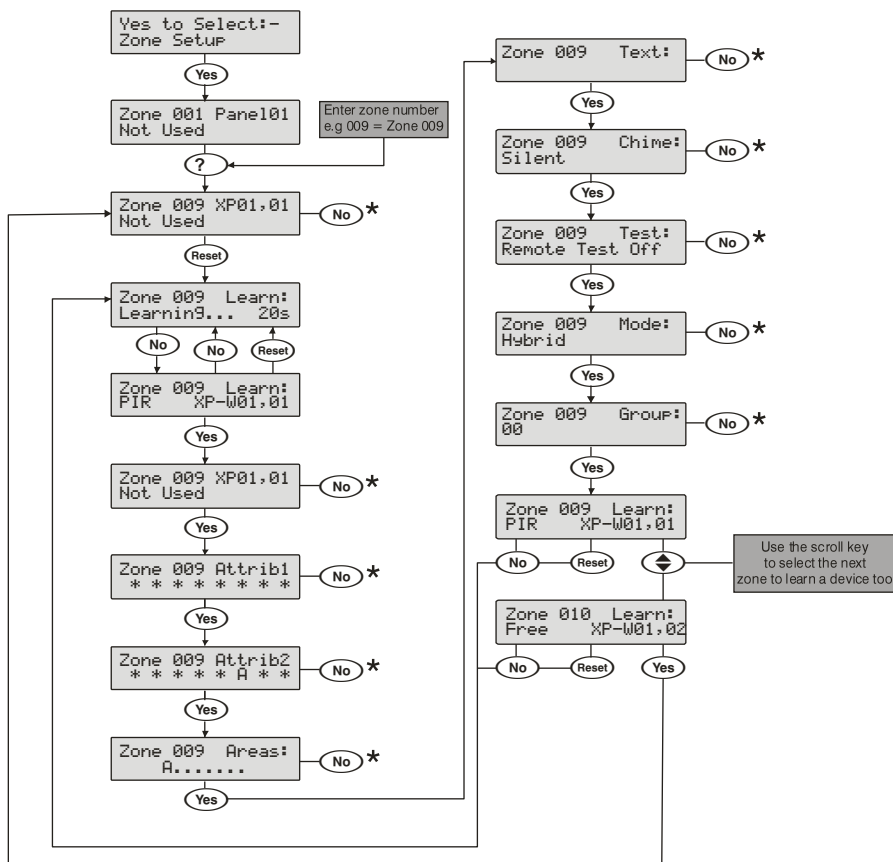 Yes to Select:-
Zone Setup
Yes
Zone 001 Panel01
Not Used
Enter zone number
e.g 009 = Zone 009
?
Zone 009 XP01,01
Not Used
No *
Reset
Zone 009 Learn:
Learning... 20s
No
No
Reset
Zone 009 Learn:
PIR XP-W01,01
Yes
Zone 009 XP01,01
Not Used
No *
Yes
Zone 009 Attrib1
* * * * * * * *
No *
Yes
Zone 009 Attrib2
* * * * * A * *
No *
Yes
Zone 009 Areas:
A.......
No *
Yes
Zone 009 Text:
No *
Yes
Zone 009 Chime:
Silent
No *
Yes
Zone 009 Test:
Remote Test Off
No *
Yes
Zone 009 Mode:
Hybrid
No *
Yes
Zone 009 Group:
00
No *
Yes
Zone 009 Learn:
PIR XP-W01,01
No
Reset
Use the scroll key
to select the next
zone to learn a device too
Zone 010 Learn:
Free XP-W01,02
No
Reset
Yes